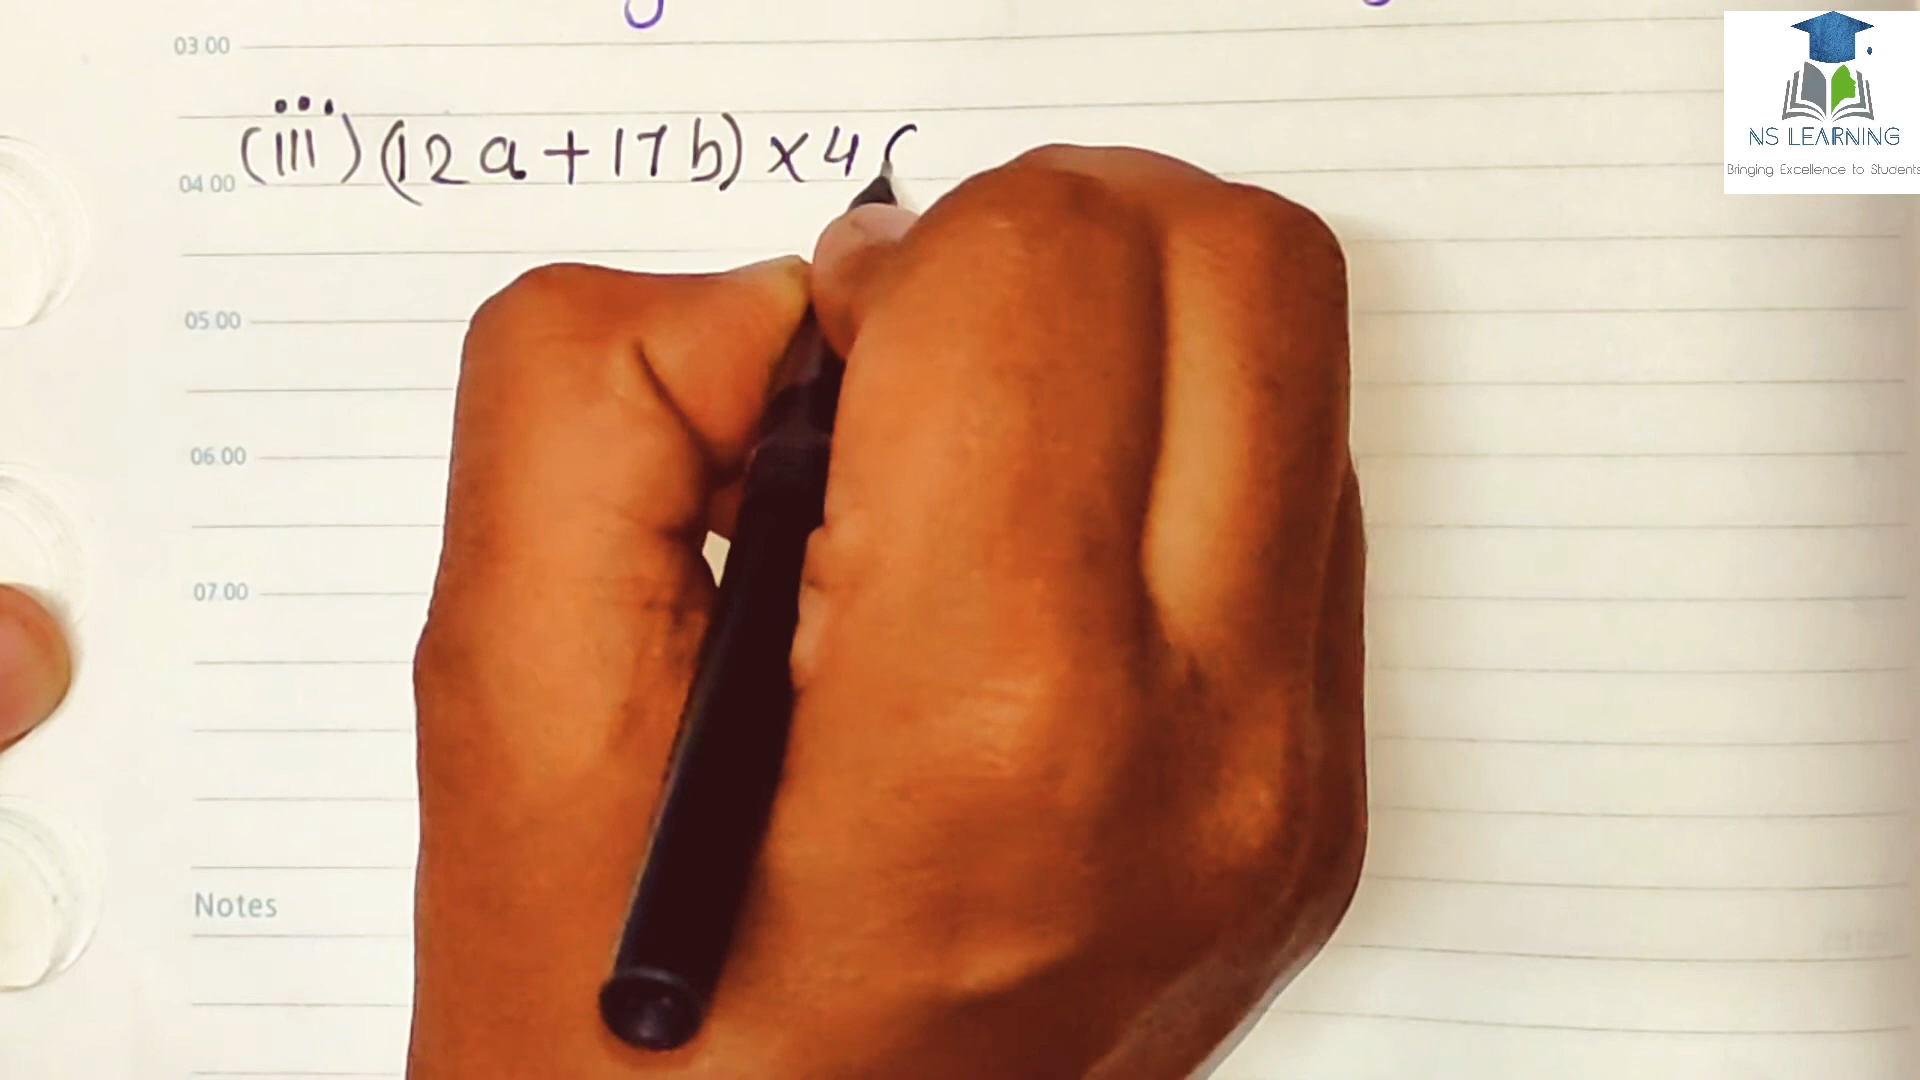 03.00
(iii) (12a + 17b) × 4c
04 00
05.00
06.00
07.00
Notes
NS LEARNING
Bringing Excellence to Students